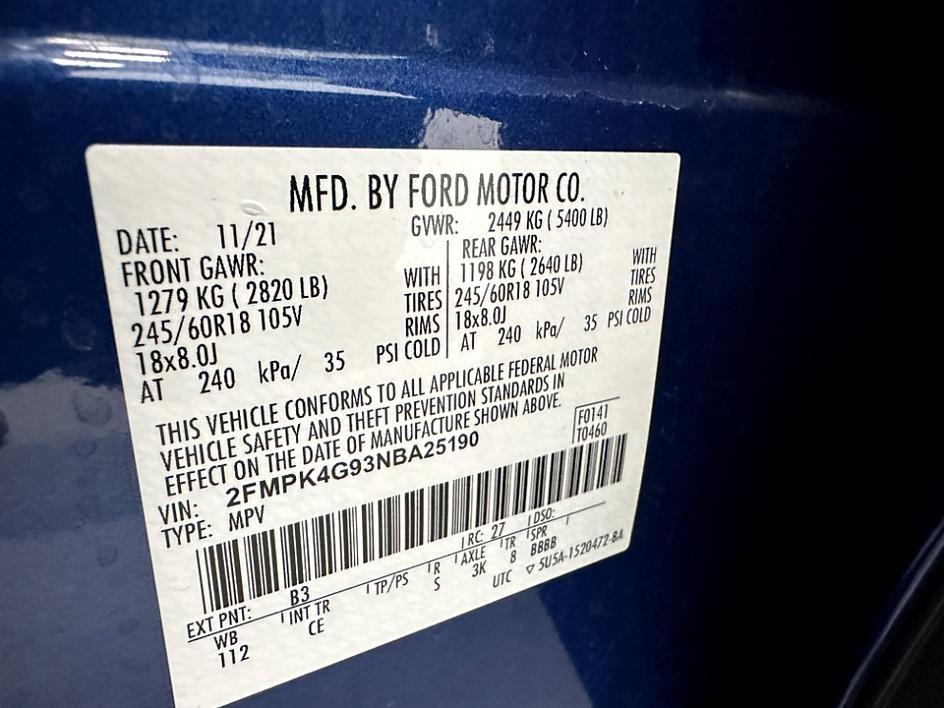 MFD. BY FORD MOTOR CO.
DATE: 11/21 GVWR: 2449 KG ( 5400 LB)
FRONT GAWR: REAR GAWR:
1279 KG ( 2820 LB) WITH 1198 KG ( 2640 LB) WITH
245/60R18 105V TIRES 245/60R18 105V TIRES
18x8.0J RIMS 18x8.0J RIMS
AT 240 kPa/ 35 PSI COLD AT 240 kPa/ 35 PSI COLD
THIS VEHICLE CONFORMS TO ALL APPLICABLE FEDERAL MOTOR
VEHICLE SAFETY AND THEFT PREVENTION STANDARDS IN
EFFECT ON THE DATE OF MANUFACTURE SHOWN ABOVE.
F0141
T0460
VIN: 2FMPK4G93NBA25190
TYPE: MPV
EXT PNT: B3 RC: 27 DSO:
WB INT TR TP/PS R AXLE TR SPR
112 CE S 3K 8 BBBB
UTC ▽ 5U5A-1520472-BA